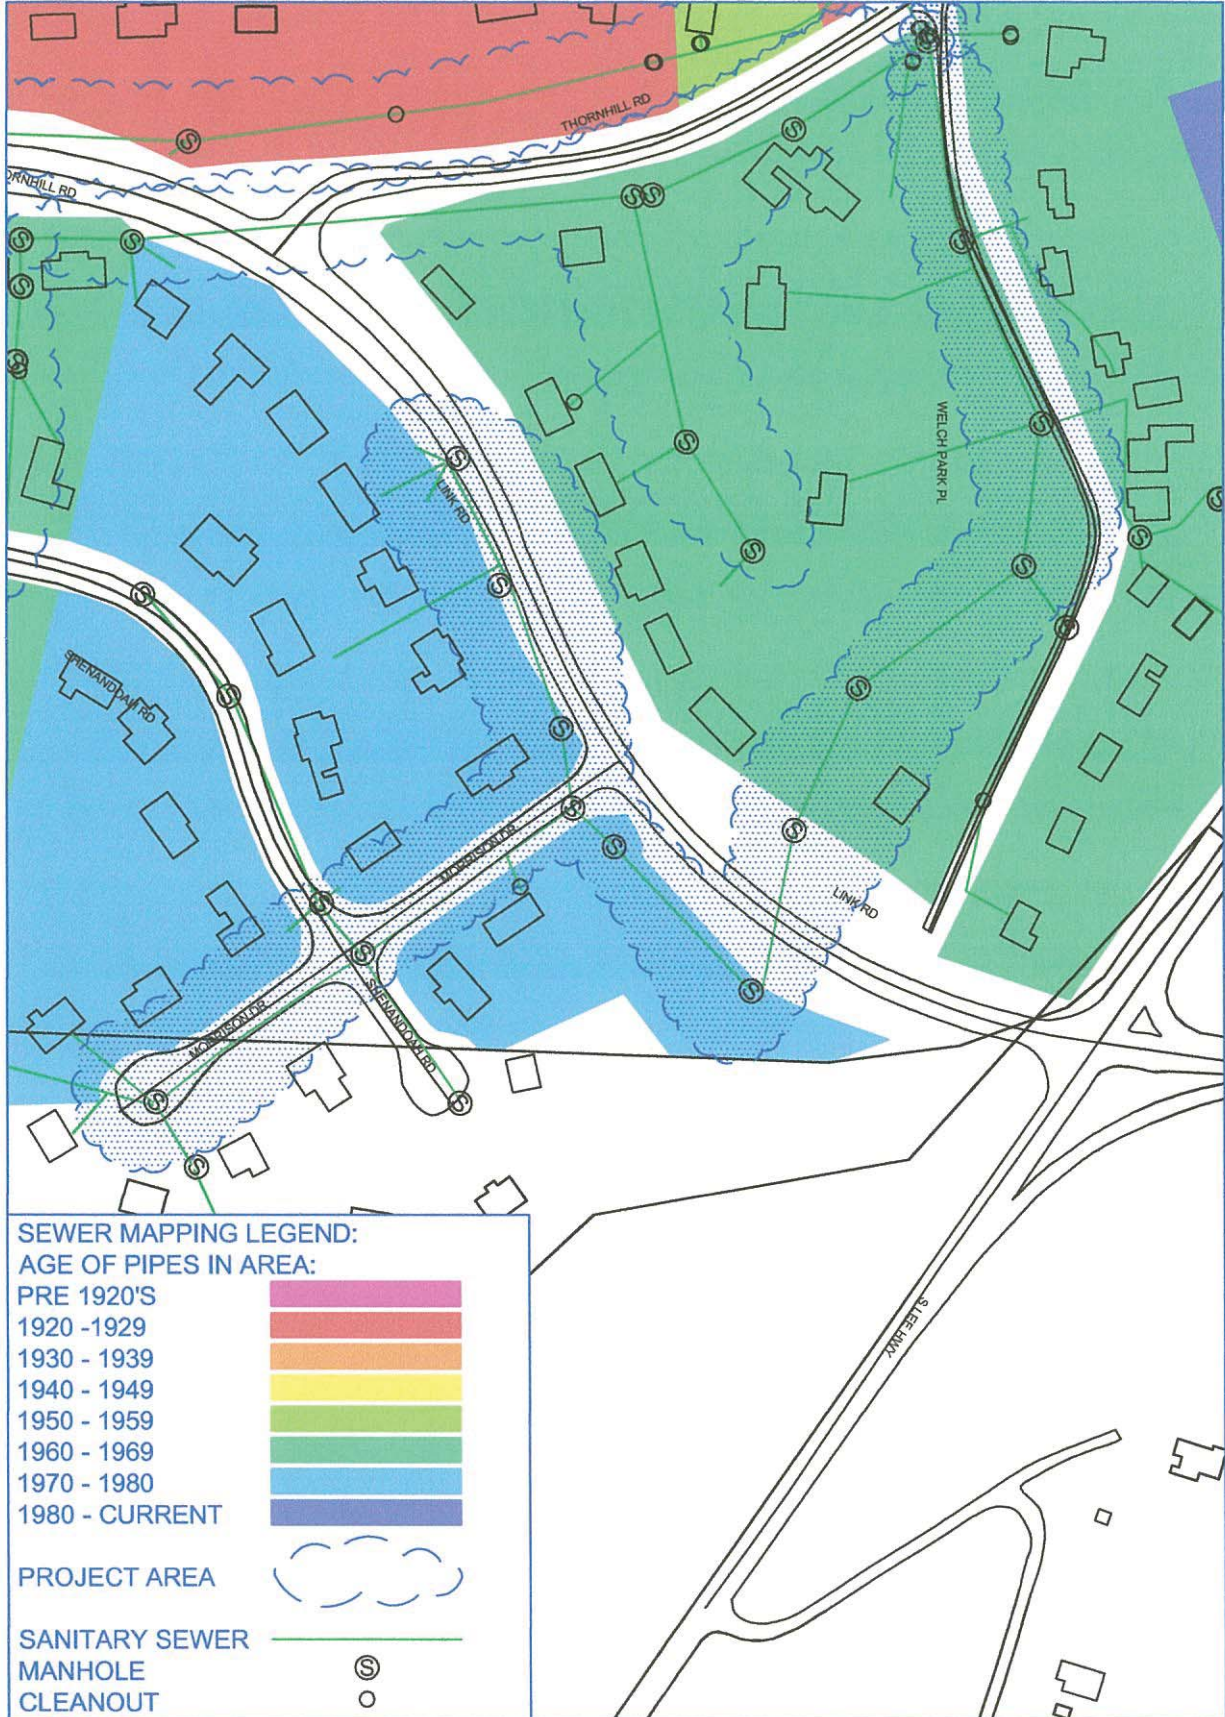 THORNHILL RD
ORNHILL RD
WELCH PARK PL
LINK RD
SHENANDOAH RD
MORRISON DR
LINK RD
SHENANDOAH RD
MORRISON DR
S LEE HWY
S S S S S S S S S S S S S S S S S S S S S S S S S S S S S S
SEWER MAPPING LEGEND:
AGE OF PIPES IN AREA:
PRE 1920'S
1920 -1929
1930 - 1939
1940 - 1949
1950 - 1959
1960 - 1969
1970 - 1980
1980 - CURRENT
PROJECT AREA
SANITARY SEWER
MANHOLE S
CLEANOUT